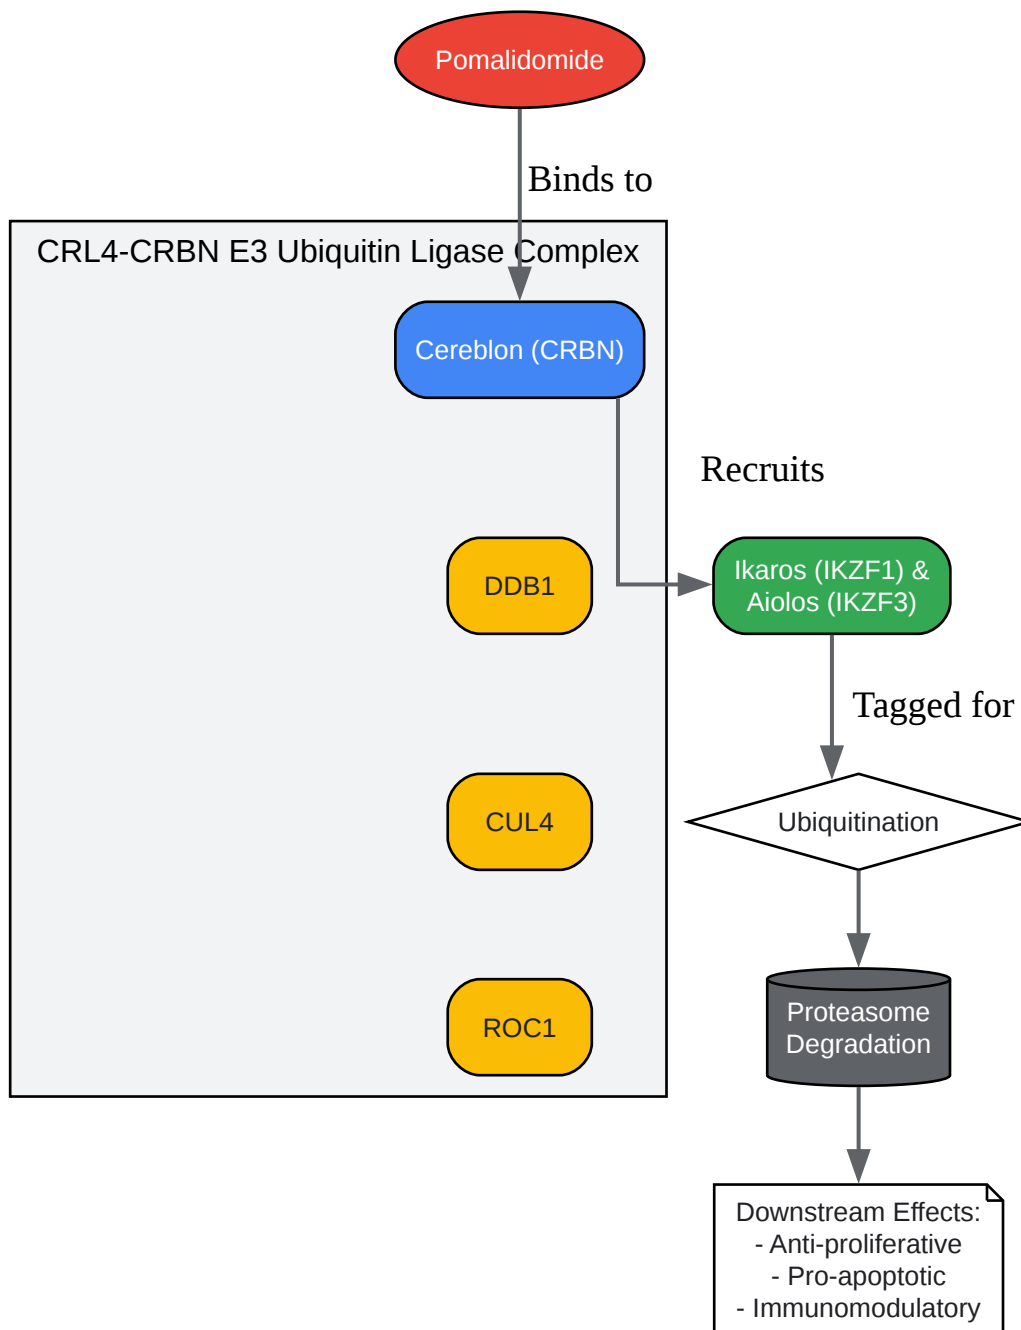 Pomalidomide
Binds to
CRL4-CRBN E3 Ubiquitin Ligase Complex
Cereblon (CRBN)
Recruits
DDB1
Ikaros (IKZF1) &
Aiolos (IKZF3)
Tagged for
CUL4
Ubiquitination
ROC1
Proteasome
Degradation
Downstream Effects:
- Anti-proliferative
- Pro-apoptotic
- Immunomodulatory